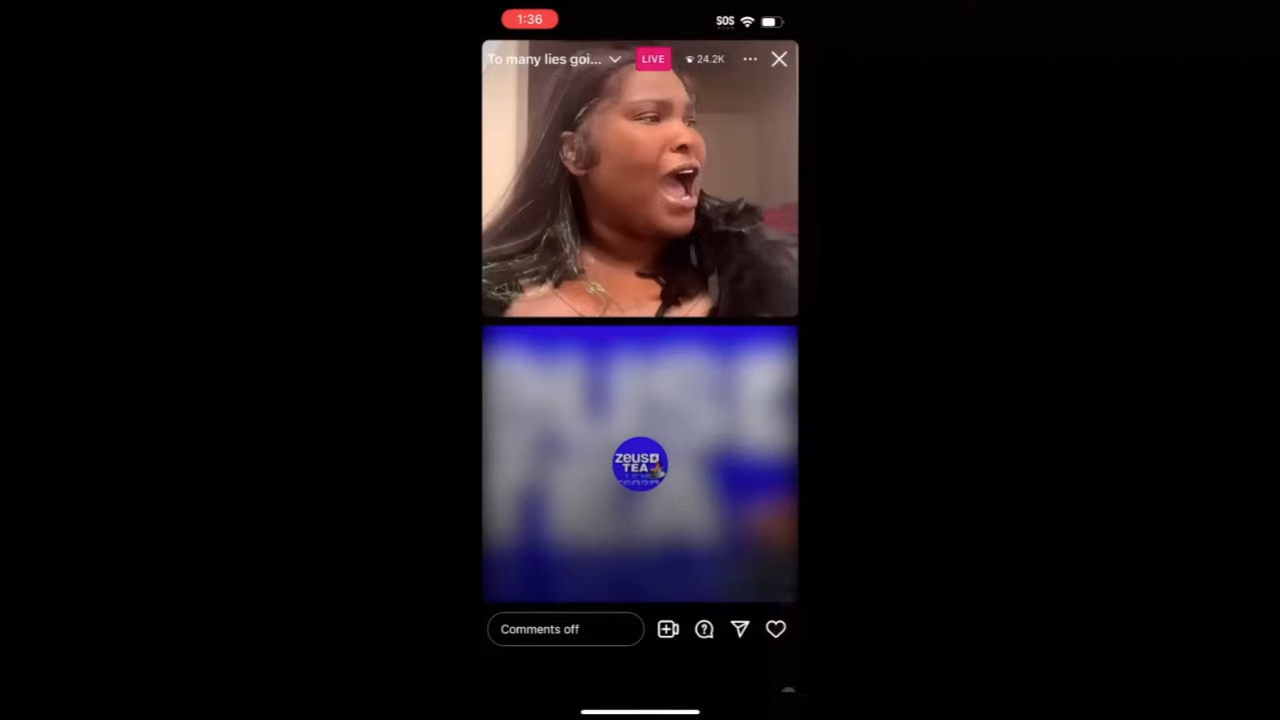 1:36
SOS
To many lies goi...
LIVE
24.2K
ZEUS
TEA
Comments off